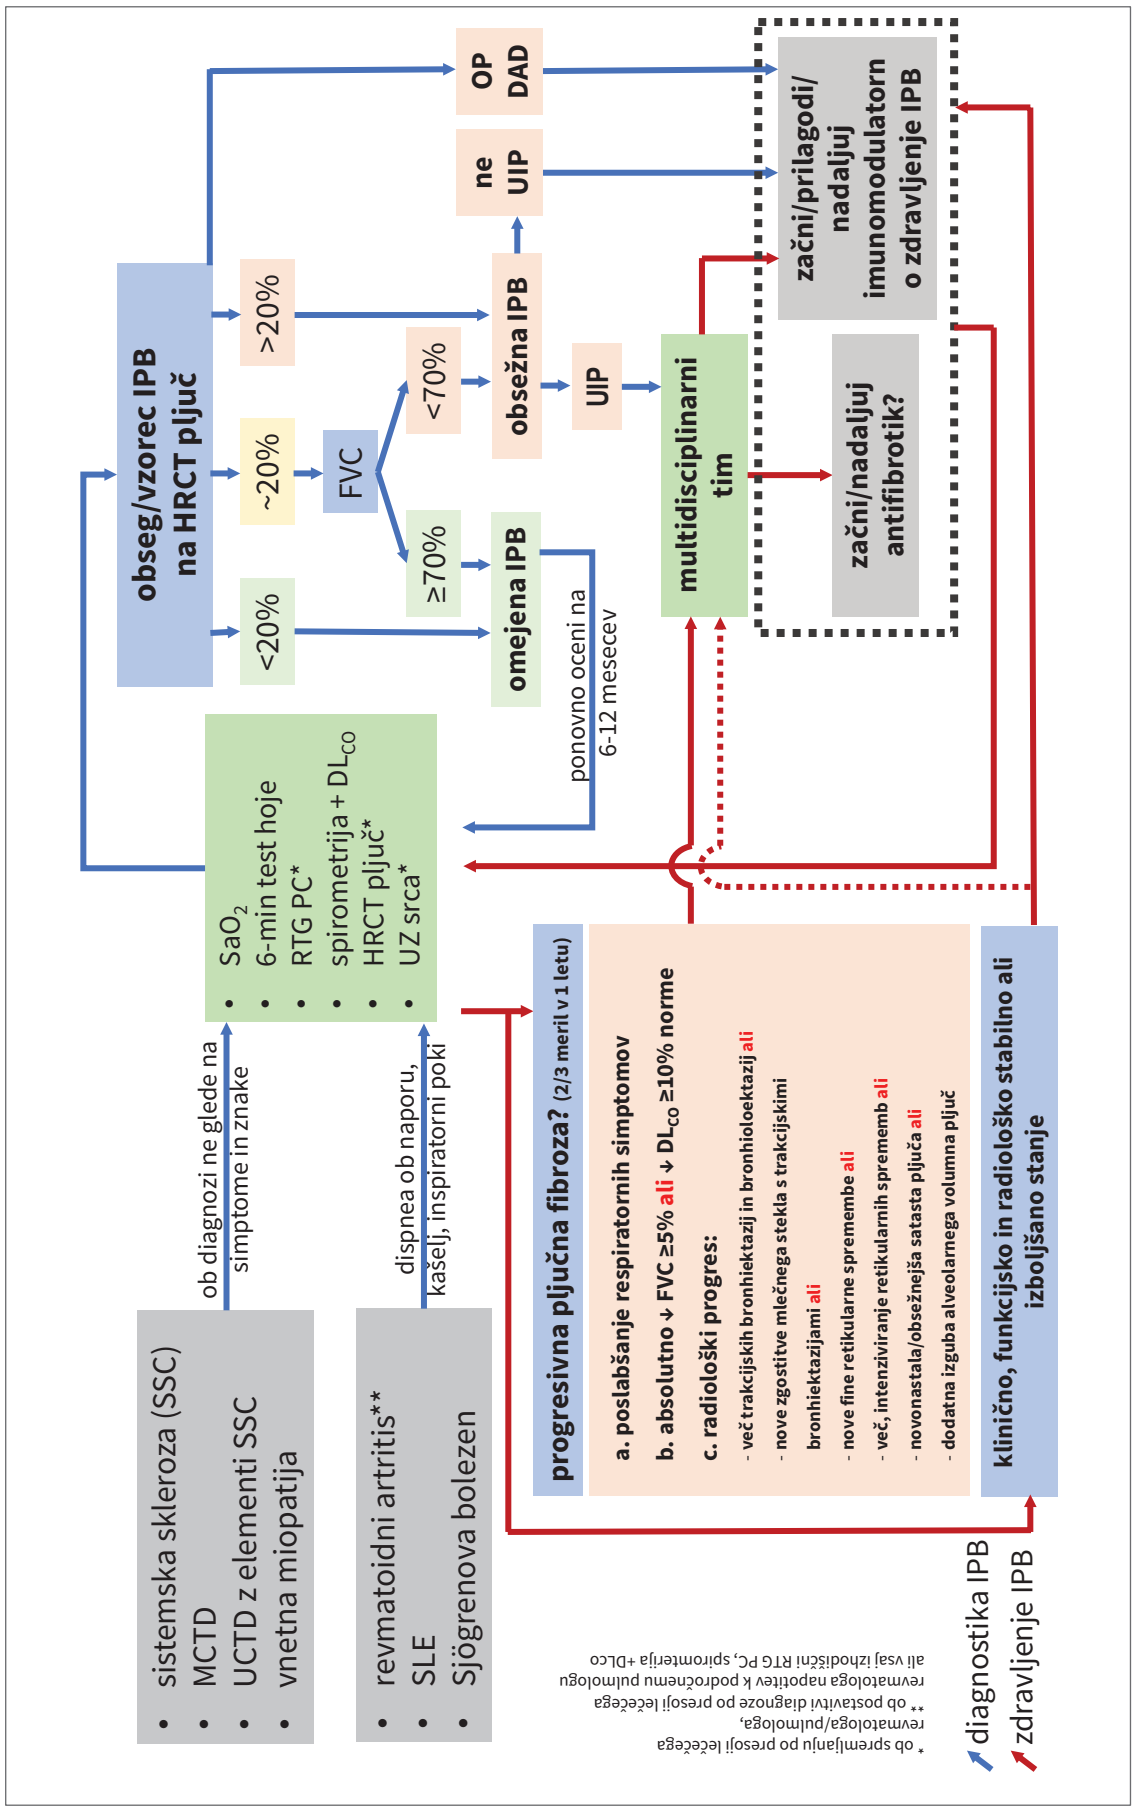 sistemska skleroza (SSC)
MCTD
UCTD z elementi SSC
vnetna miopatija
revmatoidni artritis**
SLE
Sjögrenova bolezen
ob diagnozi ne glede na
simptome in znake
dispnea ob naporu,
kašelj, inspiratorni poki
SaO2
6-min test hoje
RTG PC*
spirometrija + DLCO
HRCT pljuč*
UZ srca*
obseg/vzorec IPB
na HRCT pljuč
<20%
~20%
>20%
FVC
≥70%
<70%
omejena IPB
obsežna IPB
ponovno oceni na
6-12 mesecev
UIP
ne
UIP
OP
DAD
multidisciplinarni
tim
začni/nadaljuj
antifibrotik?
začni/prilagodi/
nadaljuj
imunomodulatorn
o zdravljenje IPB
progresivna pljučna fibroza? (2/3 meril v 1 letu)
a. poslabšanje respiratornih simptomov
b. absolutno ↓ FVC ≥5% ali ↓ DLCO ≥10% norme
c. radiološki progres:
- več trakcijskih bronhiektazij in bronhioloektazij ali
- nove zgostitve mlečnega stekla s trakcijskimi
bronhiektazijami ali
- nove fine retikularne spremembe ali
- več, intenziviranje retikularnih sprememb ali
- novonastala/obsežnejša satasta pljuča ali
- dodatna izguba alveolarnega volumna pljuč
klinično, funkcijsko in radiološko stabilno ali
izboljšano stanje
* ob spremljanju po presoji lečečega
revmatologa/pulmologa,
** ob postavitvi diagnoze po presoji lečečega
revmatologa napotitev k področnemu pulmologu
ali vsaj izhodiščni RTG PC, spiromterija +DLco
diagnostika IPB
zdravljenje IPB